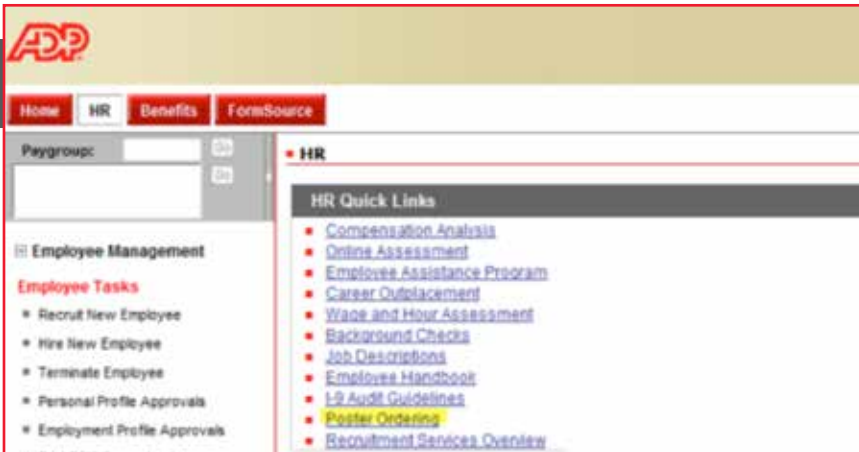 ADP
Home HR Benefits FormSource
Paygroup: Go
Go
Employee Management
Employee Tasks
Recruit New Employee
Hire New Employee
Terminate Employee
Personal Profile Approvals
Employment Profile Approvals
HR
HR Quick Links
Compensation Analysis
Online Assessment
Employee Assistance Program
Career Outplacement
Wage and Hour Assessment
Background Checks
Job Descriptions
Employee Handbook
I-9 Audit Guidelines
Poster Ordering
Recruitment Services Overview